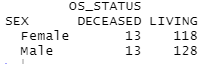 OS_STATUS
SEX DECEASED LIVING
Female 13 118
Male 13 128